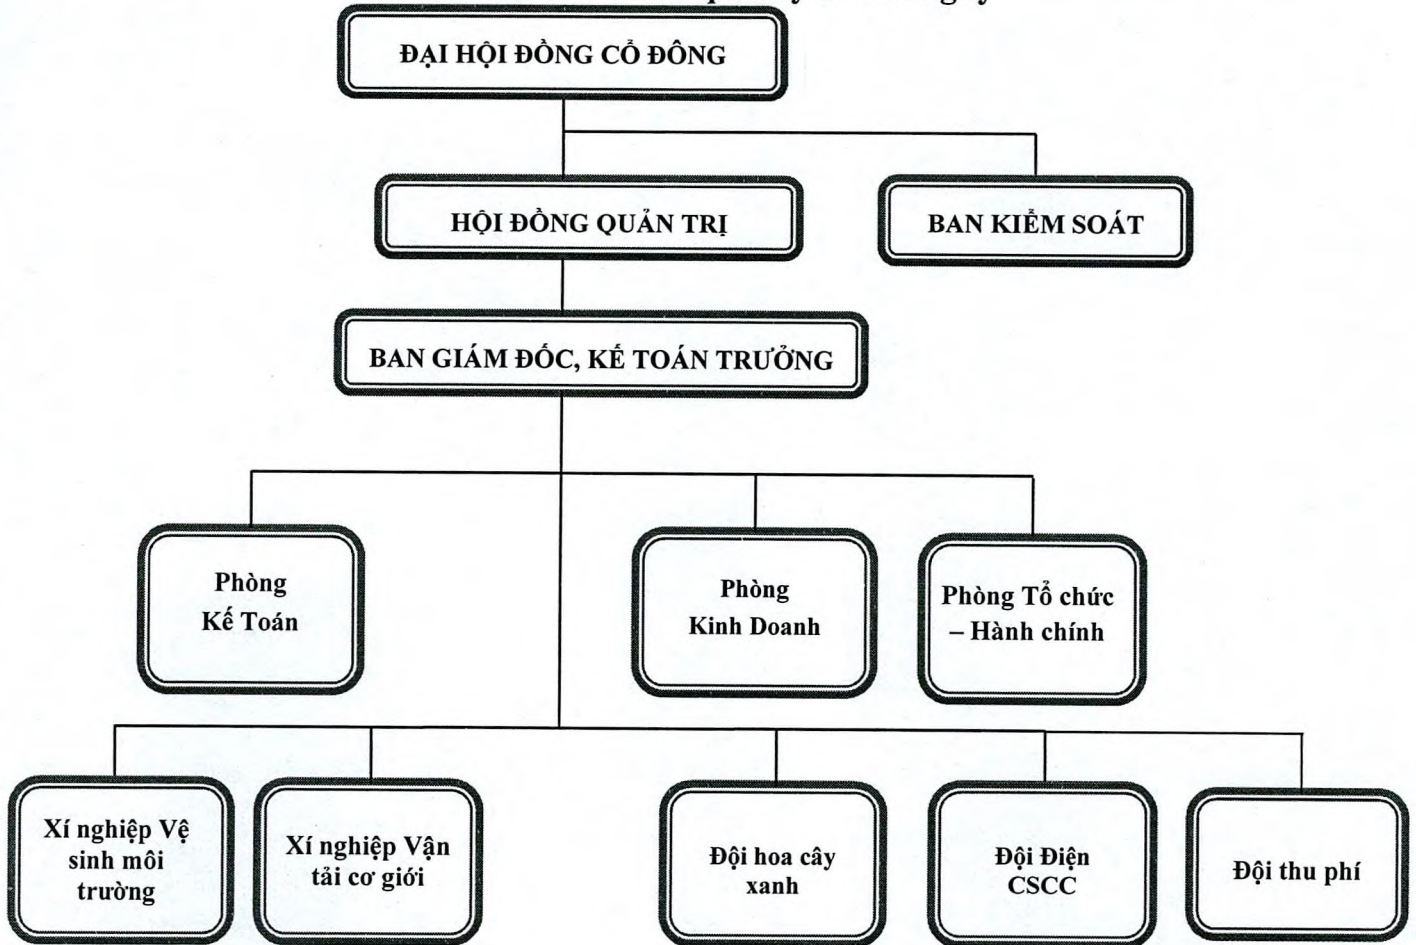 ĐẠI HỘI ĐỒNG CỔ ĐÔNG
HỘI ĐỒNG QUẢN TRỊ
BAN KIỂM SOÁT
BAN GIÁM ĐỐC, KẾ TOÁN TRƯỞNG
Phòng
Kế Toán
Phòng
Kinh Doanh
Phòng Tổ chức
– Hành chính
Xí nghiệp Vệ
sinh môi
trường
Xí nghiệp Vận
tải cơ giới
Đội hoa cây
xanh
Đội Điện
CSCC
Đội thu phí